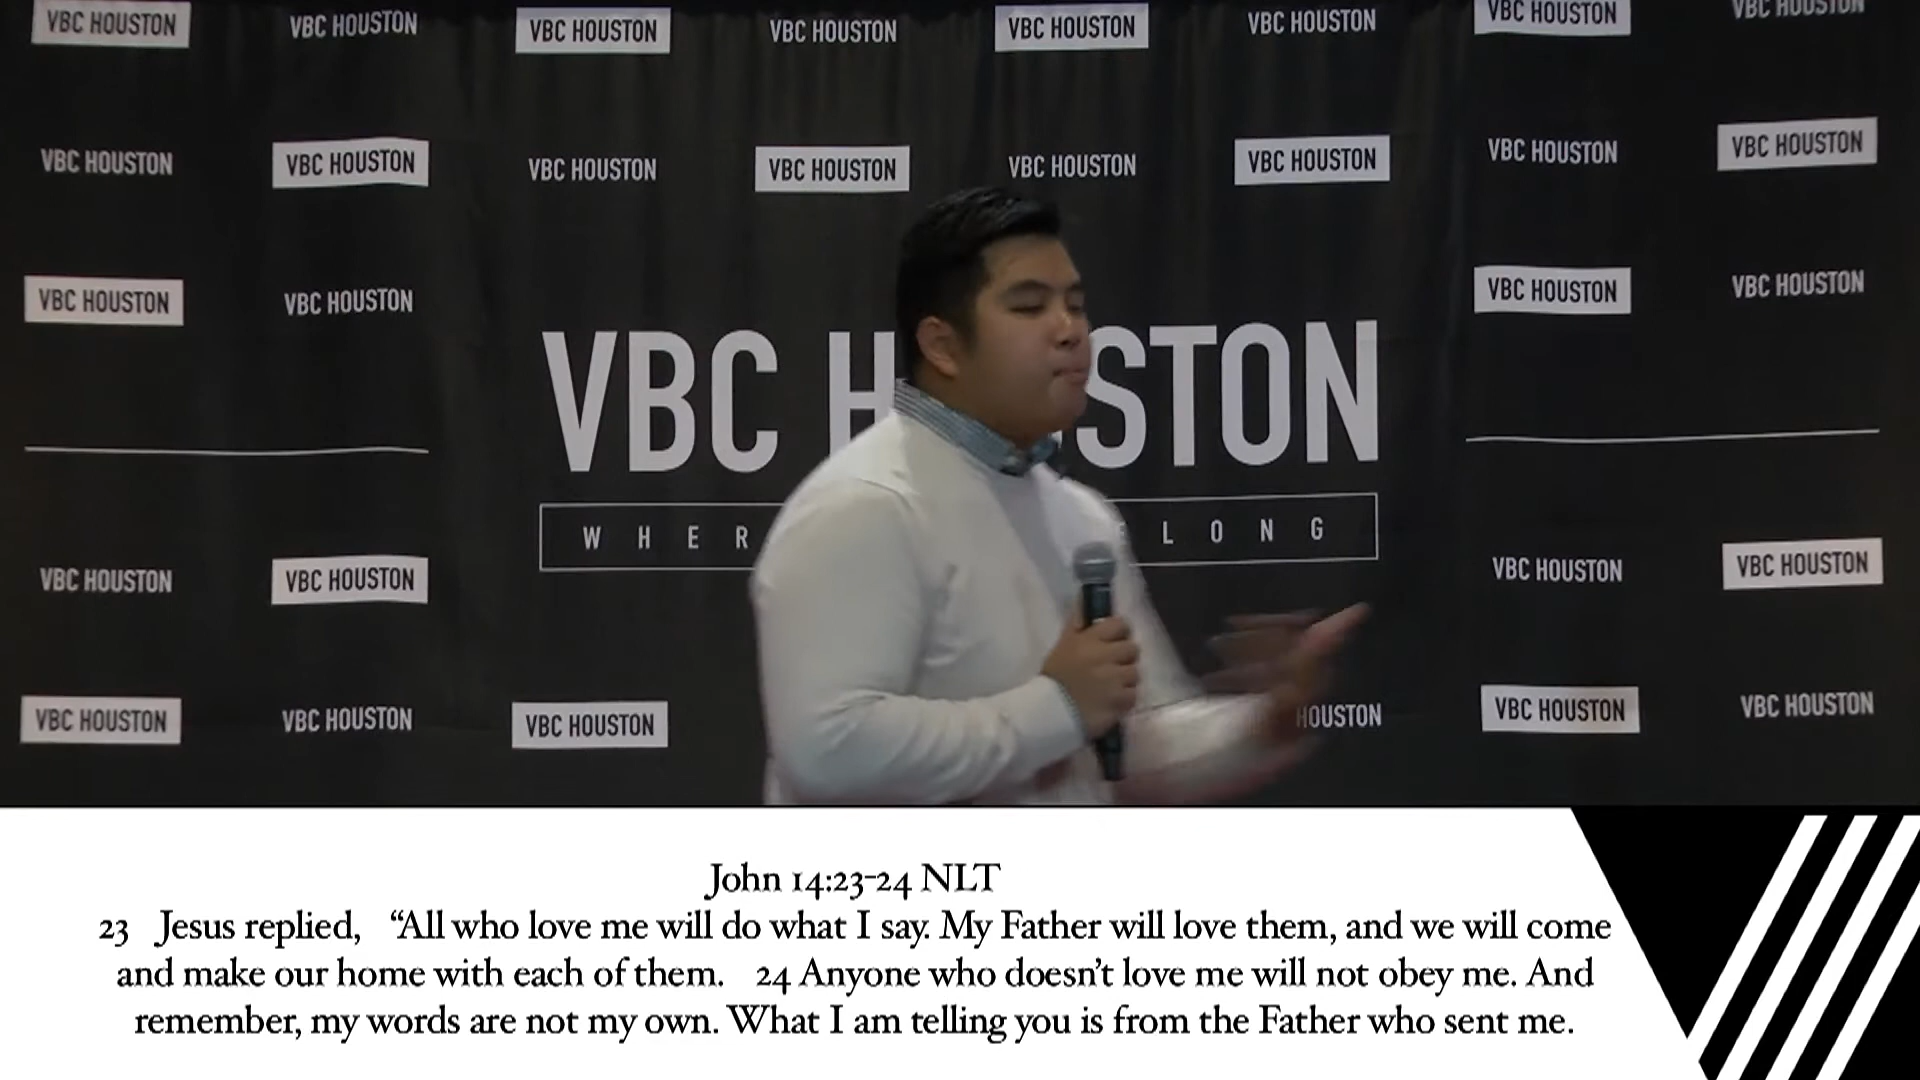 VBC HOUSTON VBC HOUSTON VBC HOUSTON VBC HOUSTON VBC HOUSTON VBC HOUSTON VBC HOUSTON VBC HOUSTON
VBC HOUSTON VBC HOUSTON VBC HOUSTON VBC HOUSTON VBC HOUSTON VBC HOUSTON VBC HOUSTON VBC HOUSTON
VBC HOUSTON VBC HOUSTON VBC HOUSTON VBC HOUSTON
VBC H STON
WHER LONG
VBC HOUSTON VBC HOUSTON VBC HOUSTON VBC HOUSTON
VBC HOUSTON VBC HOUSTON VBC HOUSTON HOUSTON VBC HOUSTON VBC HOUSTON
John 14:23-24 NLT
23 Jesus replied, “All who love me will do what I say. My Father will love them, and we will come
and make our home with each of them. 24 Anyone who doesn’t love me will not obey me. And
remember, my words are not my own. What I am telling you is from the Father who sent me.